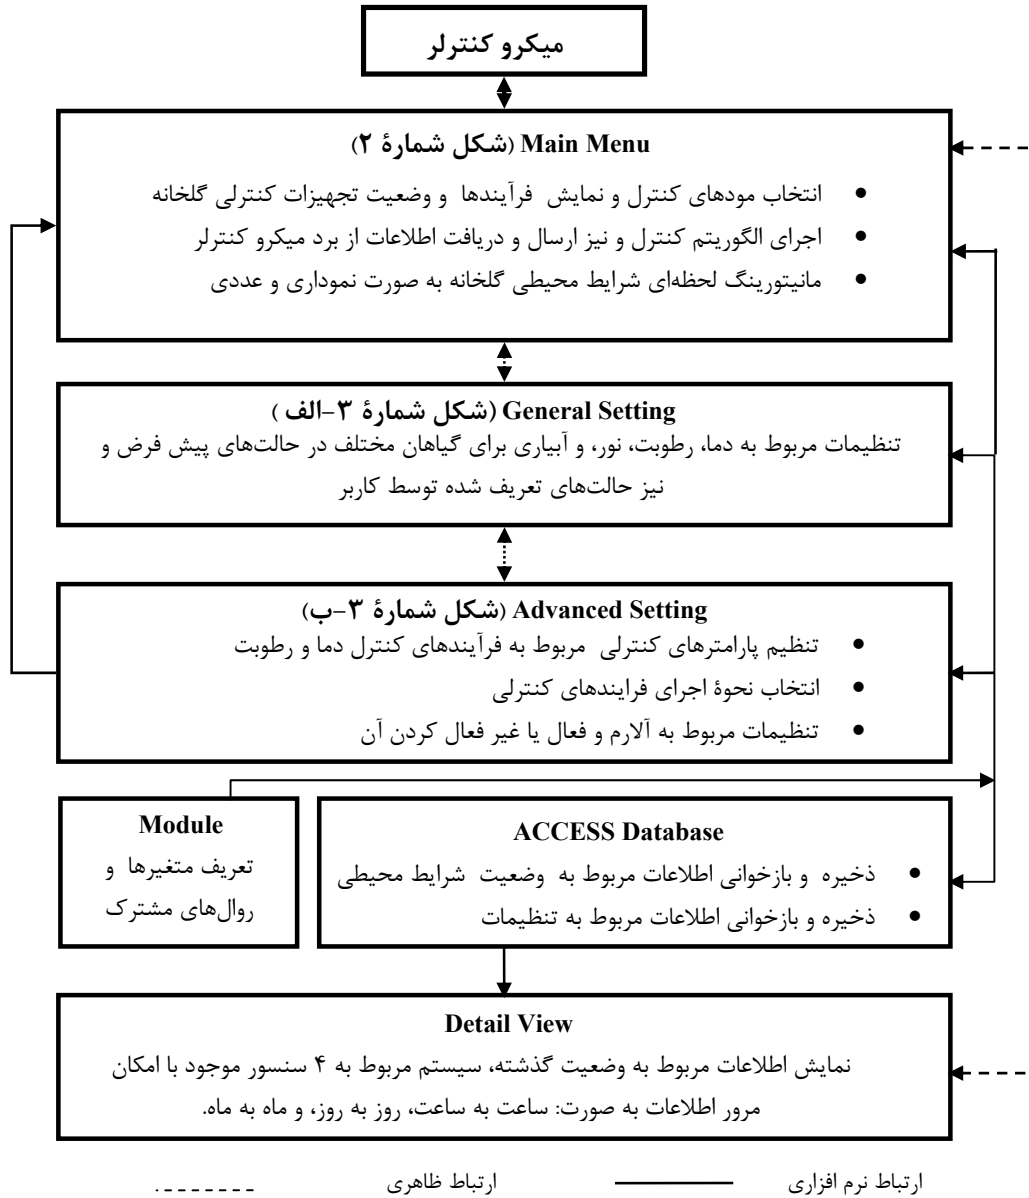 میکرو کنترلر
Main Menu (شکل شمارهٔ ۲)
• انتخاب مودهای کنترل و نمایش فرآیندها و وضعیت تجهیزات کنترلی گلخانه
• اجرای الگوریتم کنترل و نیز ارسال و دریافت اطلاعات از برد میکرو کنترلر
• مانیتورینگ لحظه‌ای شرایط محیطی گلخانه به صورت نموداری و عددی
General Setting (شکل شمارهٔ ۳-الف )
تنظیمات مربوط به دما، رطوبت، نور، و آبیاری برای گیاهان مختلف در حالت‌های پیش فرض و
نیز حالت‌های تعریف شده توسط کاربر
Advanced Setting (شکل شمارهٔ ۳-ب)
• تنظیم پارامترهای کنترلی مربوط به فرآیندهای کنترل دما و رطوبت
• انتخاب نحوهٔ اجرای فرایندهای کنترلی
• تنظیمات مربوط به آلارم و فعال یا غیر فعال کردن آن
Module
تعریف متغیرها و
روال‌های مشترک
ACCESS Database
• ذخیره و بازخوانی اطلاعات مربوط به وضعیت شرایط محیطی
• ذخیره و بازخوانی اطلاعات مربوط به تنظیمات
Detail View
نمایش اطلاعات مربوط به وضعیت گذشته، سیستم مربوط به ۴ سنسور موجود با امکان
مرور اطلاعات به صورت: ساعت به ساعت، روز به روز، و ماه به ماه.
ارتباط نرم افزاری ارتباط ظاهری